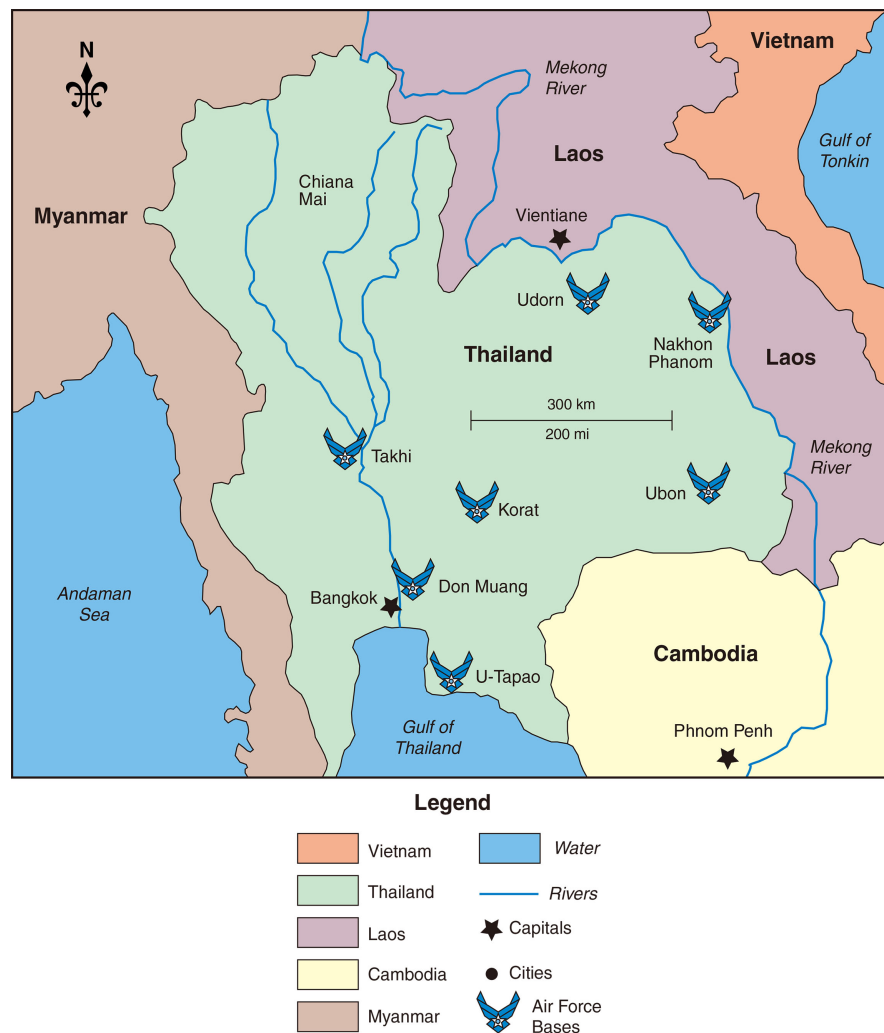 N
Vietnam
Mekong
River
Gulf of
Tonkin
Laos
Chiana
Mai
Myanmar
Vientiane
Udorn
Nakhon
Phanom
Thailand
Laos
300 km
200 mi
Takhi
Mekong
River
Korat
Ubon
Andaman
Sea
Bangkok
Don Muang
Cambodia
U-Tapao
Gulf of
Thailand
Phnom Penh
Legend
Vietnam
Thailand
Laos
Cambodia
Myanmar
Water
Rivers
Capitals
Cities
Air Force
Bases